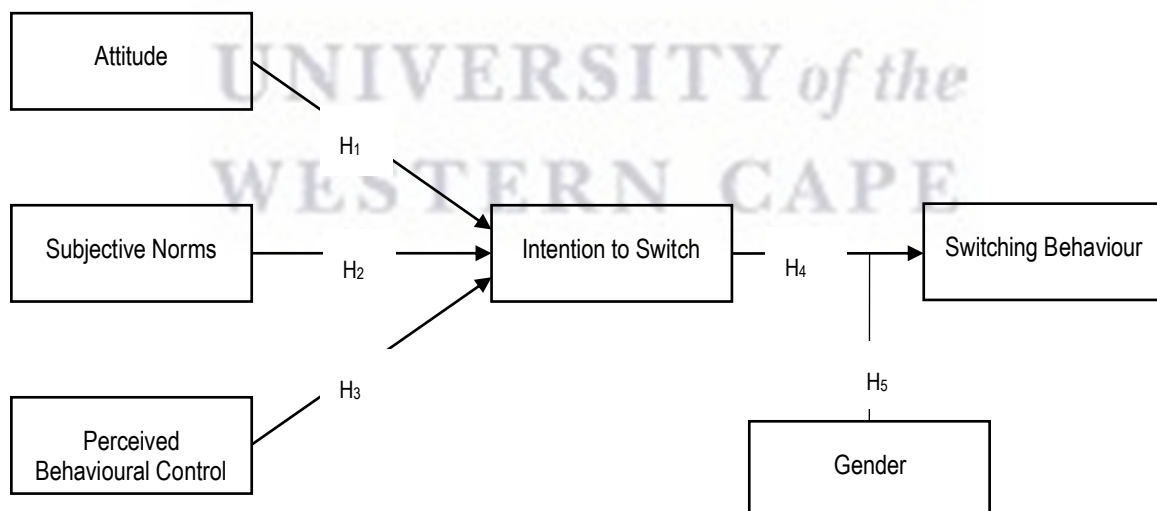 UNIVERSITY of the
WESTERN CAPE
Attitude
H₁
Subjective Norms
H₂
Intention to Switch
H₄
Switching Behaviour
H₃
H₅
Perceived
Behavioural Control
Gender